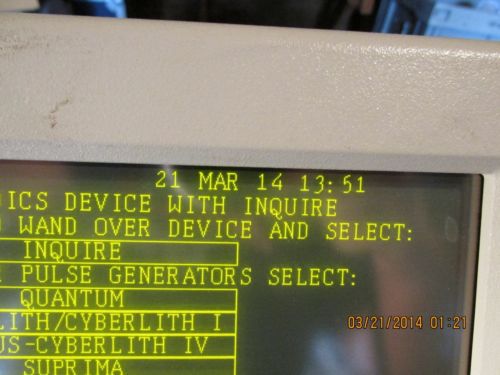 21 MAR 14 13:51
ICS DEVICE WITH INQUIRE
WAND OVER DEVICE AND SELECT:
INQUIRE
PULSE GENERATORS SELECT:
QUANTUM
LITH/CYBERLITH I
US-CYBERLITH IV
SUPRIMA
03/21/2014 01:21